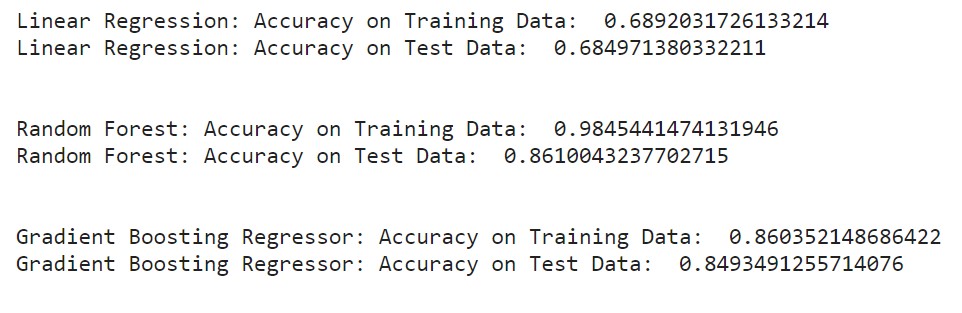 Linear Regression: Accuracy on Training Data:  0.6892031726133214
Linear Regression: Accuracy on Test Data:  0.684971380332211
Random Forest: Accuracy on Training Data:  0.9845441474131946
Random Forest: Accuracy on Test Data:  0.8610043237702715
Gradient Boosting Regressor: Accuracy on Training Data:  0.860352148686422
Gradient Boosting Regressor: Accuracy on Test Data:  0.8493491255714076